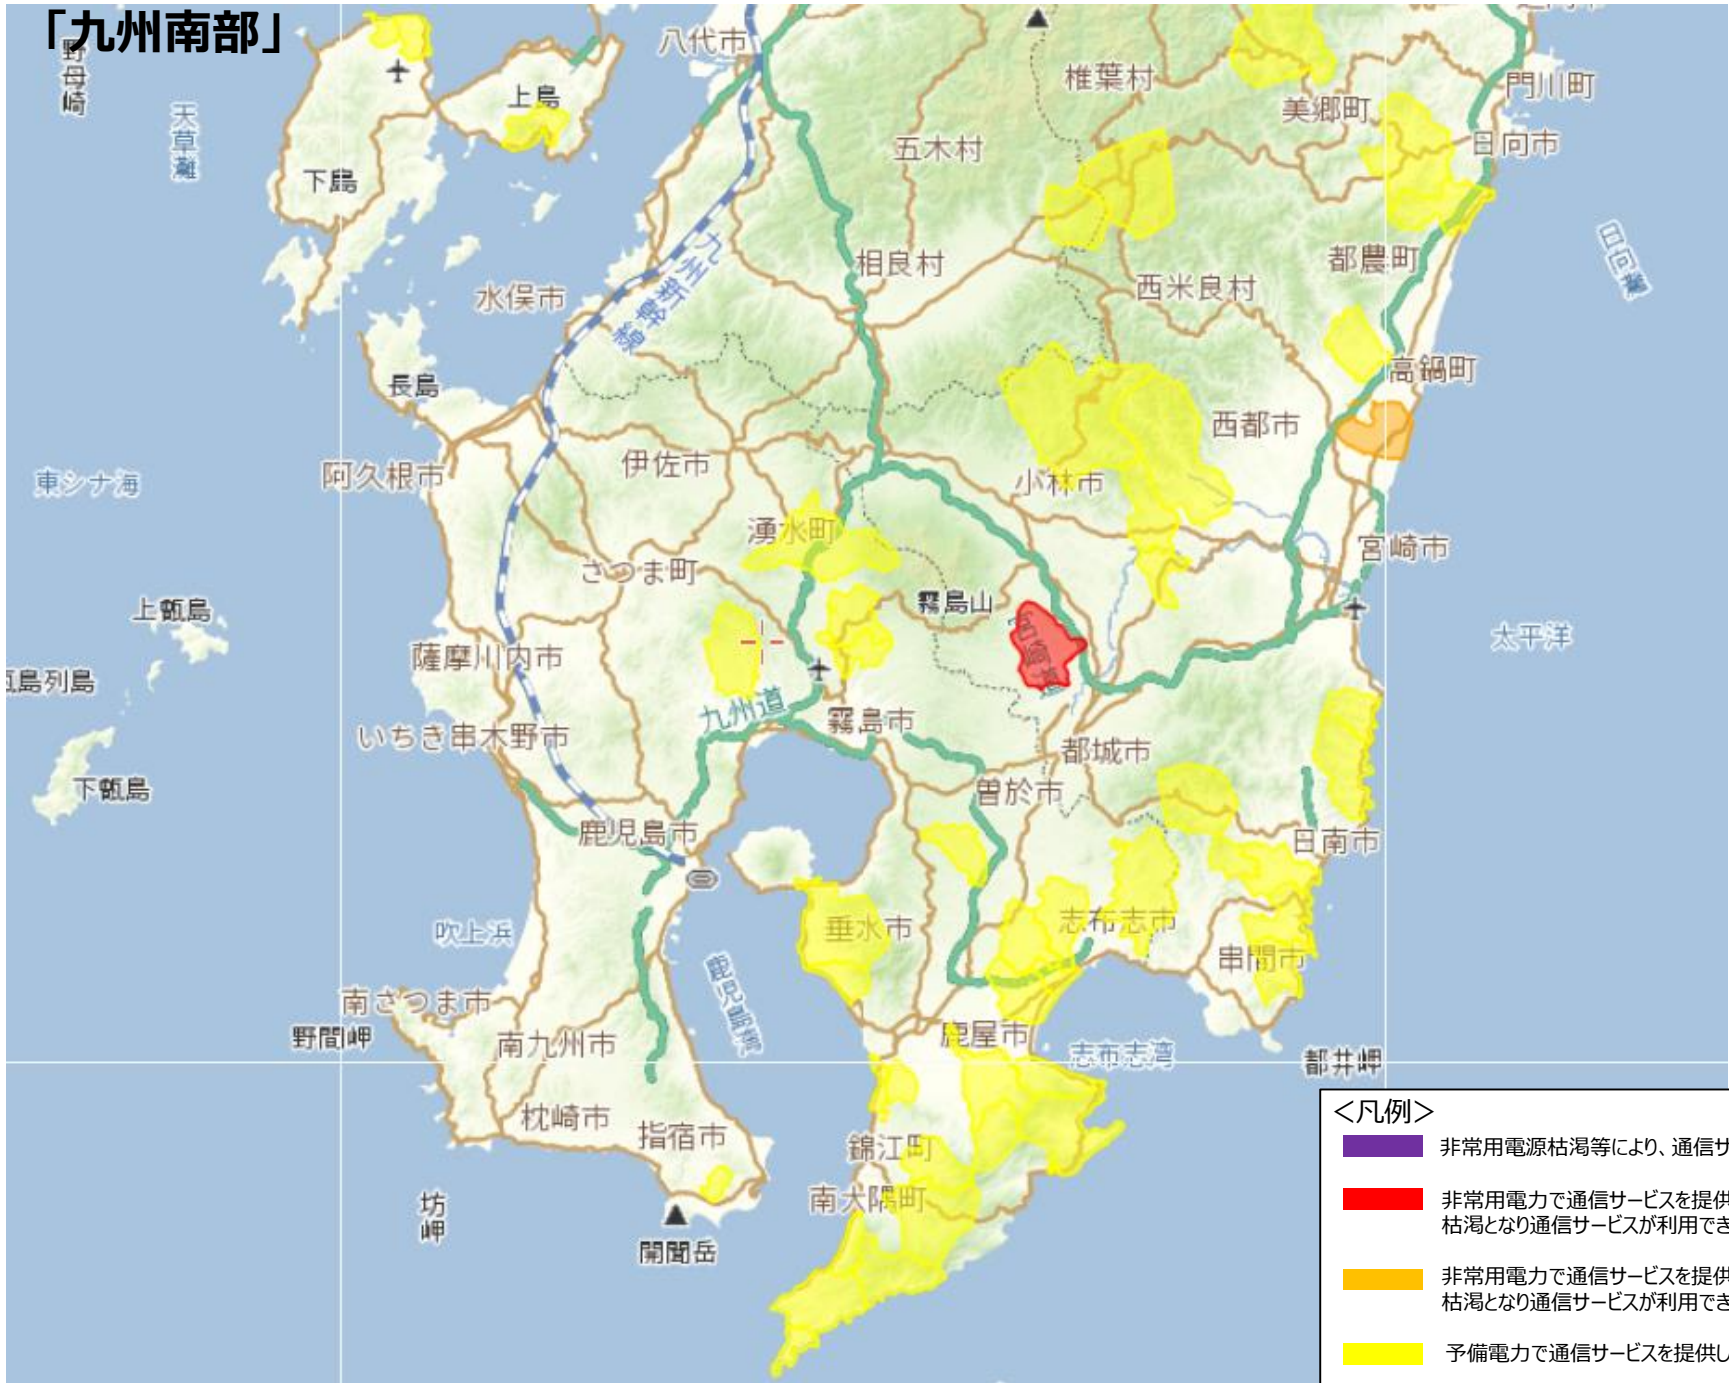 「九州南部」
野母崎
八代市
天草灘
上島
椎葉村
門川町
美郷町
日向市
五木村
下島
日向灘
都農町
相良村
西米良村
九州新幹線
水俣市
長島
高鍋町
西都市
伊佐市
阿久根市
東シナ海
小林市
湧水町
宮崎市
さつま町
霧島山
上甑島
太平洋
薩摩川内市
島列島
九州道
霧島市
いちき串木野市
都城市
下甑島
曽於市
鹿児島市
日南市
垂水市
志布志市
吹上浜
串間市
鹿児島湾
南さつま市
野間岬
鹿屋市
南九州市
志布志湾
都井岬
枕崎市
指宿市
錦江町
南大隅町
坊岬
開聞岳
<凡例>
非常用電源枯渇等により、通信サ
非常用電力で通信サービスを提供
枯渇となり通信サービスが利用でき
非常用電力で通信サービスを提供
枯渇となり通信サービスが利用でき
予備電力で通信サービスを提供し